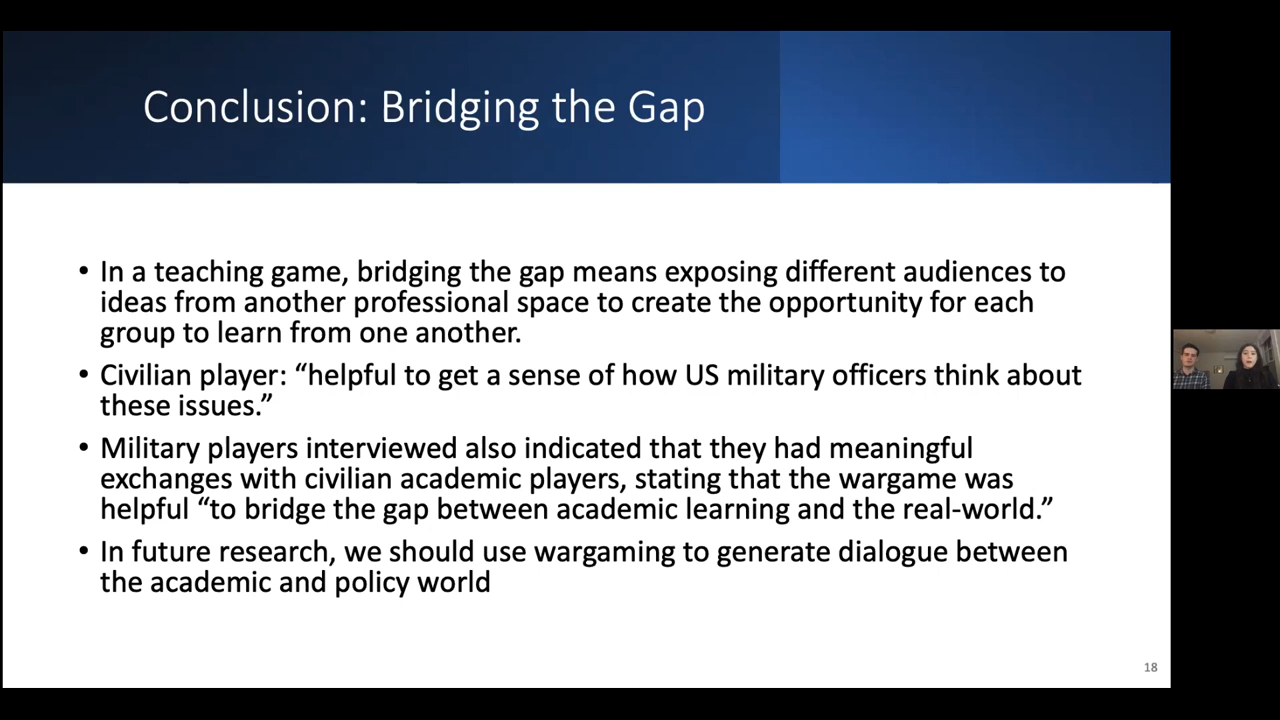 Conclusion: Bridging the Gap
• In a teaching game, bridging the gap means exposing different audiences to
ideas from another professional space to create the opportunity for each
group to learn from one another.
• Civilian player: “helpful to get a sense of how US military officers think about
these issues.”
• Military players interviewed also indicated that they had meaningful
exchanges with civilian academic players, stating that the wargame was
helpful “to bridge the gap between academic learning and the real-world.”
• In future research, we should use wargaming to generate dialogue between
the academic and policy world
18